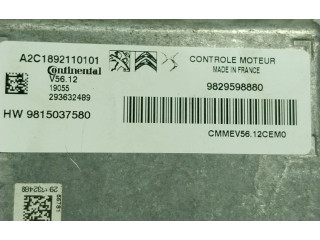 A2C1892110101
Continental
V56.12
19055
293632489
HW 9815037580
CONTROLE MOTEUR
MADE IN FRANCE
9829598880
CMMEV56.12CEM0